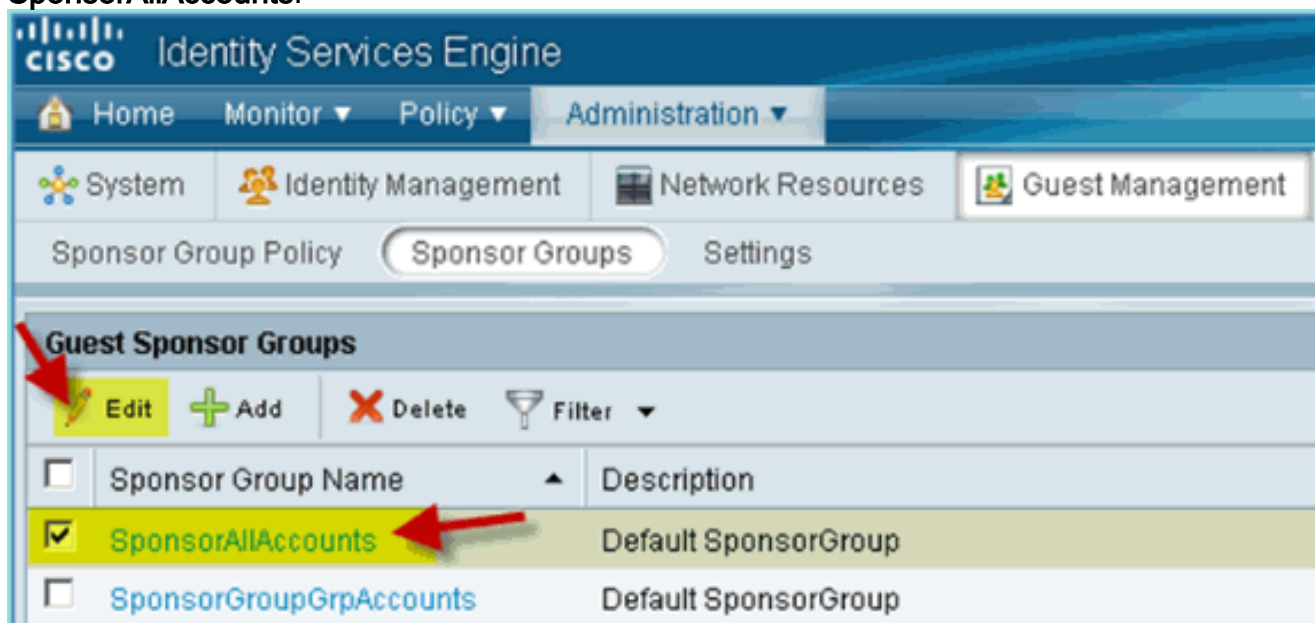 SponsorAllAccounts.
CISCO Identity Services Engine
Home Monitor Policy Administration
System Identity Management Network Resources Guest Management
Sponsor Group Policy Sponsor Groups Settings
Guest Sponsor Groups
Edit Add Delete Filter
Sponsor Group Name Description
SponsorAllAccounts Default SponsorGroup
SponsorGroupGrpAccounts Default SponsorGroup